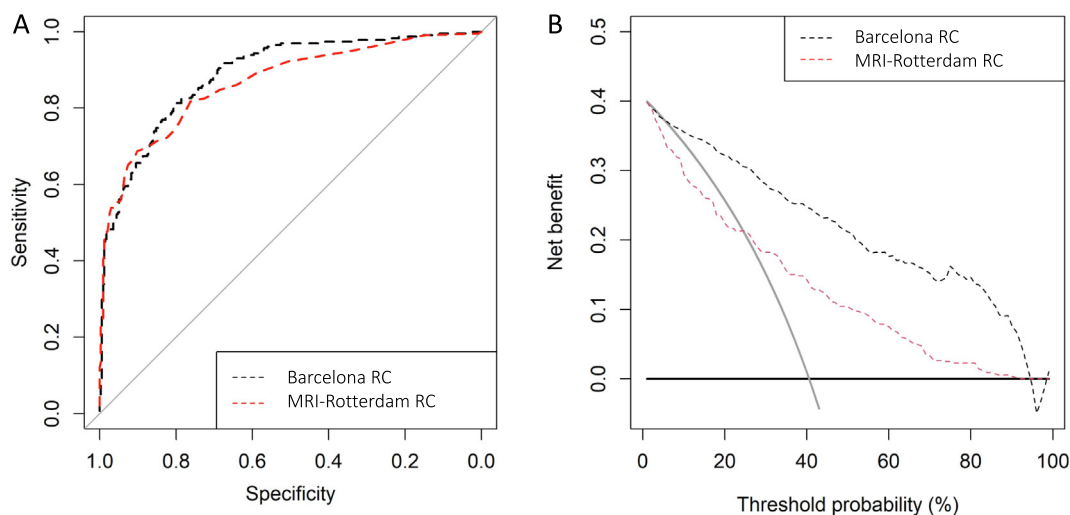 A
Sensitivity
1.0
0.8
0.6
0.4
0.2
0.0
Barcelona RC
MRI-Rotterdam RC
1.0 0.8 0.6 0.4 0.2 0.0
Specificity
B
Net benefit
0.5
0.4
0.3
0.2
0.1
0.0
Barcelona RC
MRI-Rotterdam RC
0 20 40 60 80 100
Threshold probability (%)